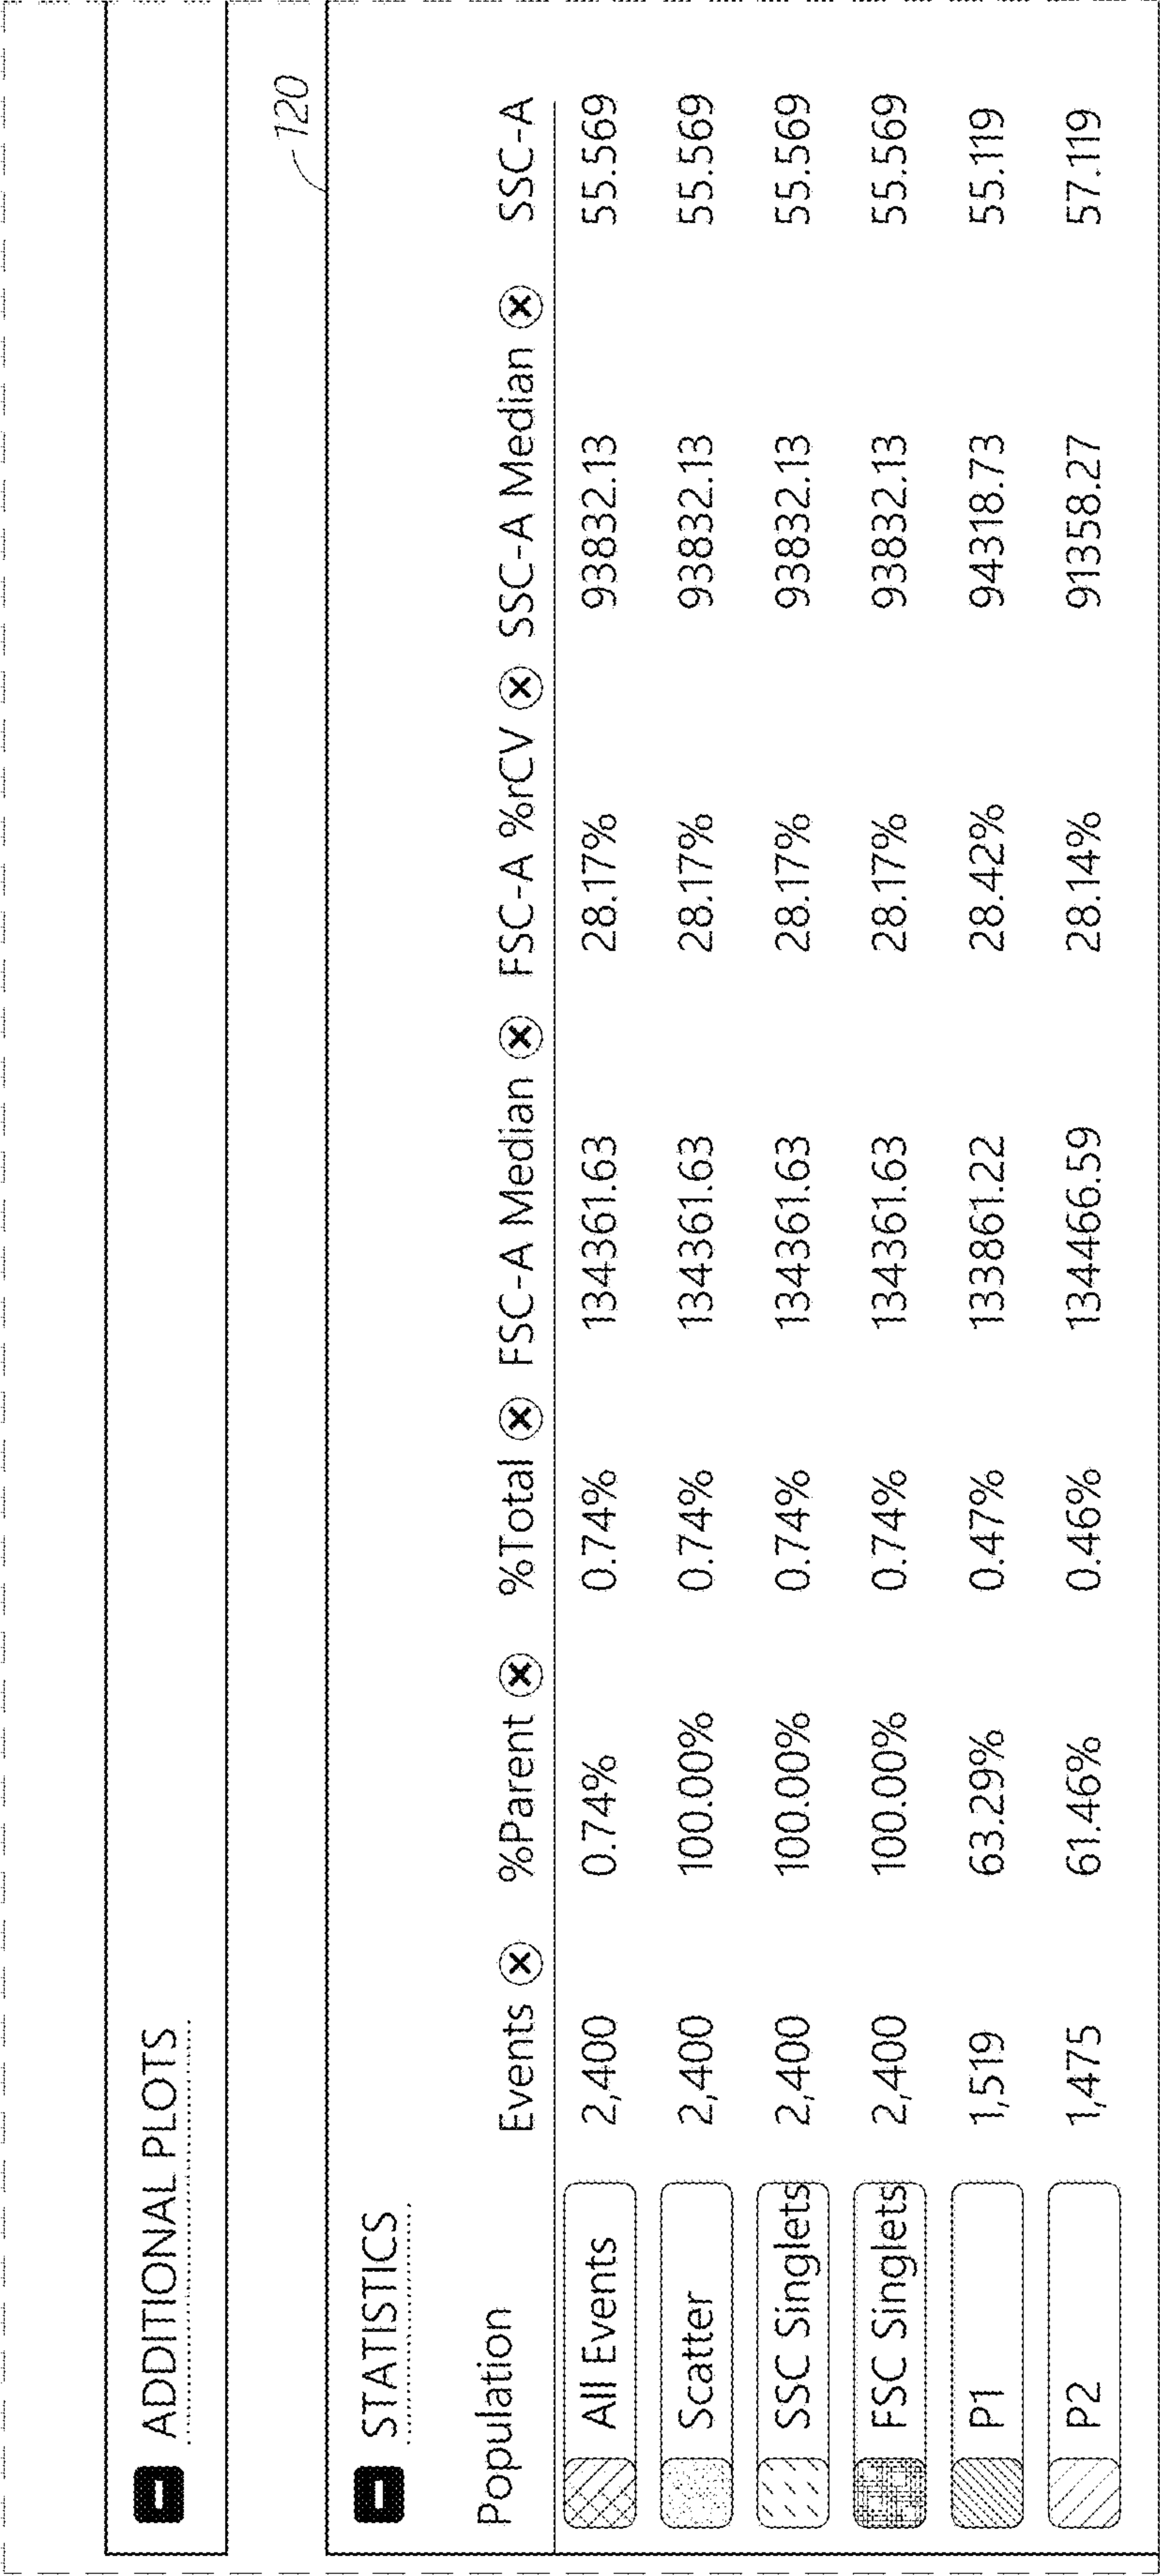 ADDITIONAL PLOTS
120
STATISTICS
Population Events %Parent %Total FSC-A Median FSC-A %rCV SSC-A Median SSC-A
All Events 2,400 0.74% 0.74% 134361.63 28.17% 93832.13 55.569
Scatter 2,400 100.00% 0.74% 134361.63 28.17% 93832.13 55.569
SSC Singlets 2,400 100.00% 0.74% 134361.63 28.17% 93832.13 55.569
FSC Singlets 2,400 100.00% 0.74% 134361.63 28.17% 93832.13 55.569
P1 1,519 63.29% 0.47% 133861.22 28.42% 94318.73 55.119
P2 1,475 61.46% 0.46% 134466.59 28.14% 91358.27 57.119